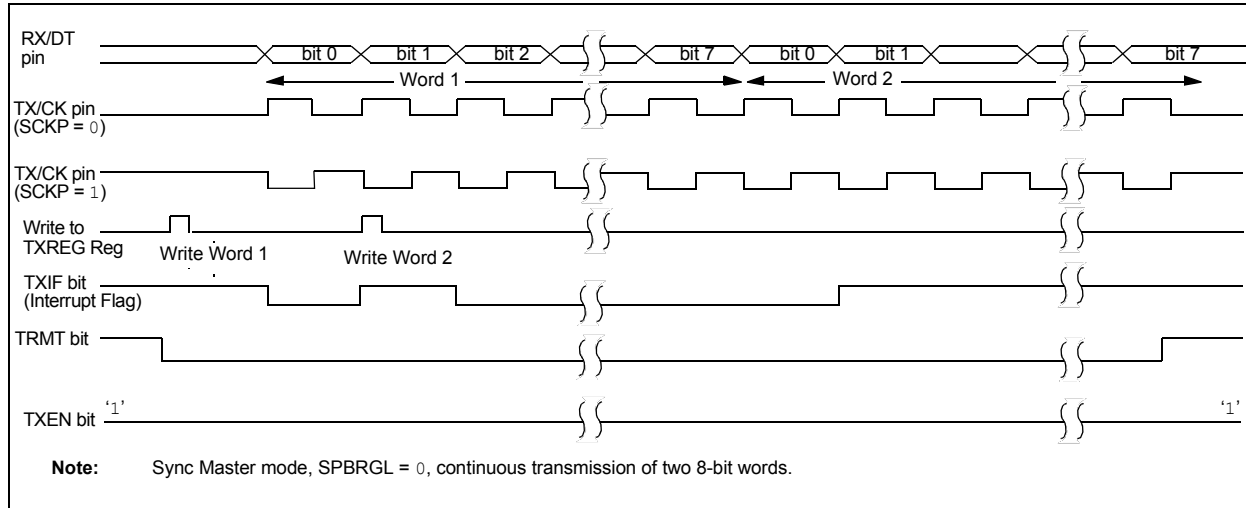 RX/DT
pin
bit 0 bit 1 bit 2 bit 7 bit 0 bit 1 bit 7
Word 1 Word 2
TX/CK pin
(SCKP = 0)
TX/CK pin
(SCKP = 1)
Write to
TXREG Reg
Write Word 1 Write Word 2
TXIF bit
(Interrupt Flag)
TRMT bit
TXEN bit ‘1’ ‘1’
Note: Sync Master mode, SPBRGL = 0, continuous transmission of two 8-bit words.